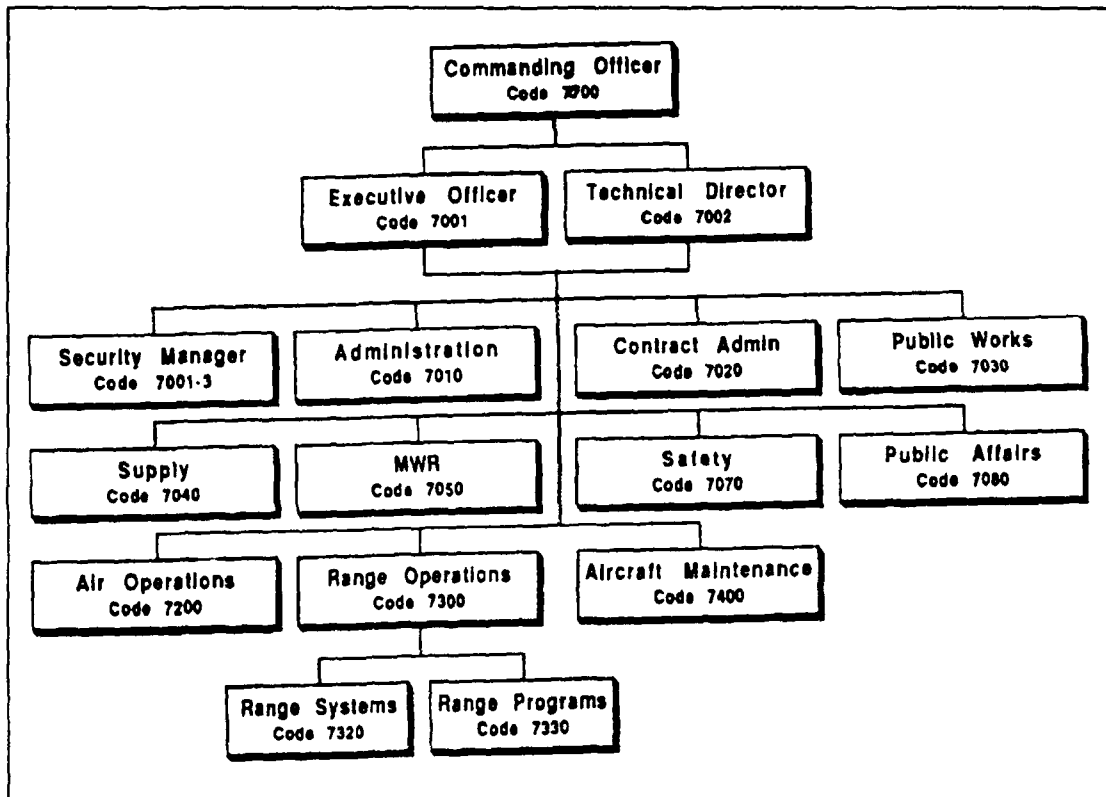 Commanding Officer
Code
Executive Officer
Code 7001
Technical Director
Code 7002
Security Manager
Code 7001-3
Administration
Code 7010
Contract Admin
Code 7020
Public Works
Code 7030
Supply
Code 7040
MWR
Code 7050
Safety
Code 7070
Public Affairs
Code 7080
Air Operations
Code 7200
Range Operations
Code 7300
Aircraft Maintenance
Code 7400
Range Systems
Code 7320
Range Programs
Code 7330